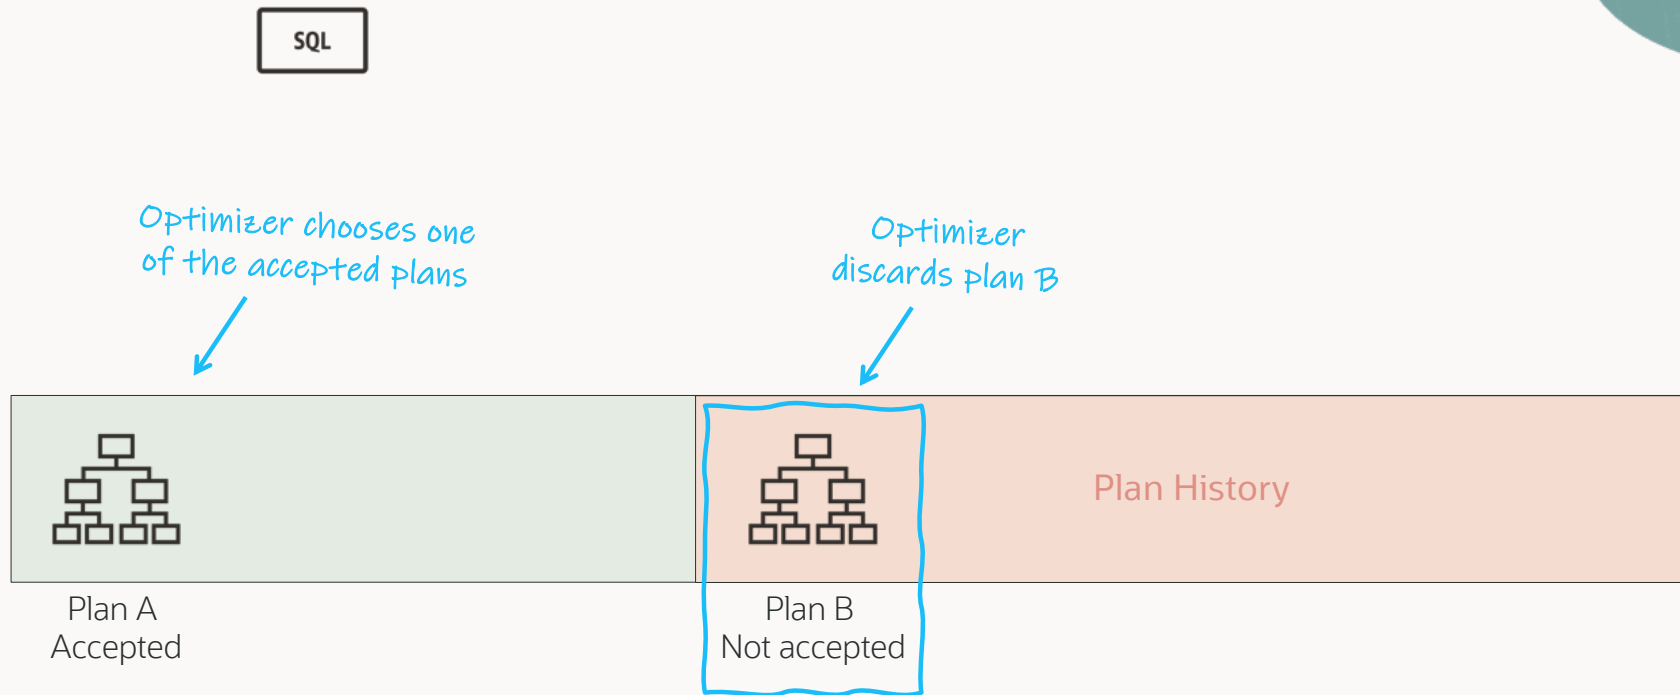 SQL
Optimizer chooses one
of the accepted plans
Optimizer
discards plan B
Plan History
Plan A
Accepted
Plan B
Not accepted